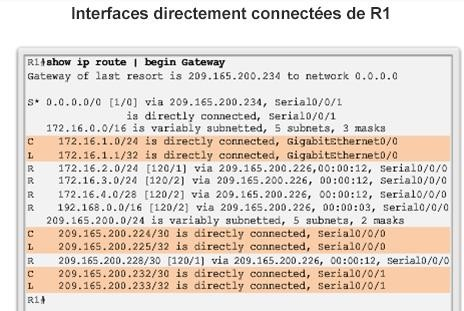 Interfaces directement connectées de R1
R1#show ip route | begin Gateway
Gateway of last resort is 209.165.200.234 to network 0.0.0.0
S* 0.0.0.0/0 [1/0] via 209.165.200.234, Serial0/0/1
is directly connected, Serial0/0/1
172.16.0.0/16 is variably subnetted, 5 subnets, 3 masks
C 172.16.1.0/24 is directly connected, GigabitEthernet0/0
L 172.16.1.1/32 is directly connected, GigabitEthernet0/0
R 172.16.2.0/24 [120/1] via 209.165.200.226,00:00:12, Serial0/0/0
R 172.16.3.0/24 [120/2] via 209.165.200.226, 00:00:12, Serial0/0/0
R 172.16.4.0/28 [120/2] via 209.165.200.226, 00:00:12, Serial0/0/0
R 192.168.0.0/16 [120/2] via 209.165.200.226, 00:00:03, Serial0/0/0
209.165.200.0/24 is variably subnetted, 5 subnets, 2 masks
C 209.165.200.224/30 is directly connected, Serial0/0/0
L 209.165.200.225/32 is directly connected, Serial0/0/0
R 209.165.200.228/30 [120/1] via 209.165.200.226, 00:00:12, Serial0/0/0
C 209.165.200.232/30 is directly connected, Serial0/0/1
L 209.165.200.233/32 is directly connected, Serial0/0/1
R1#